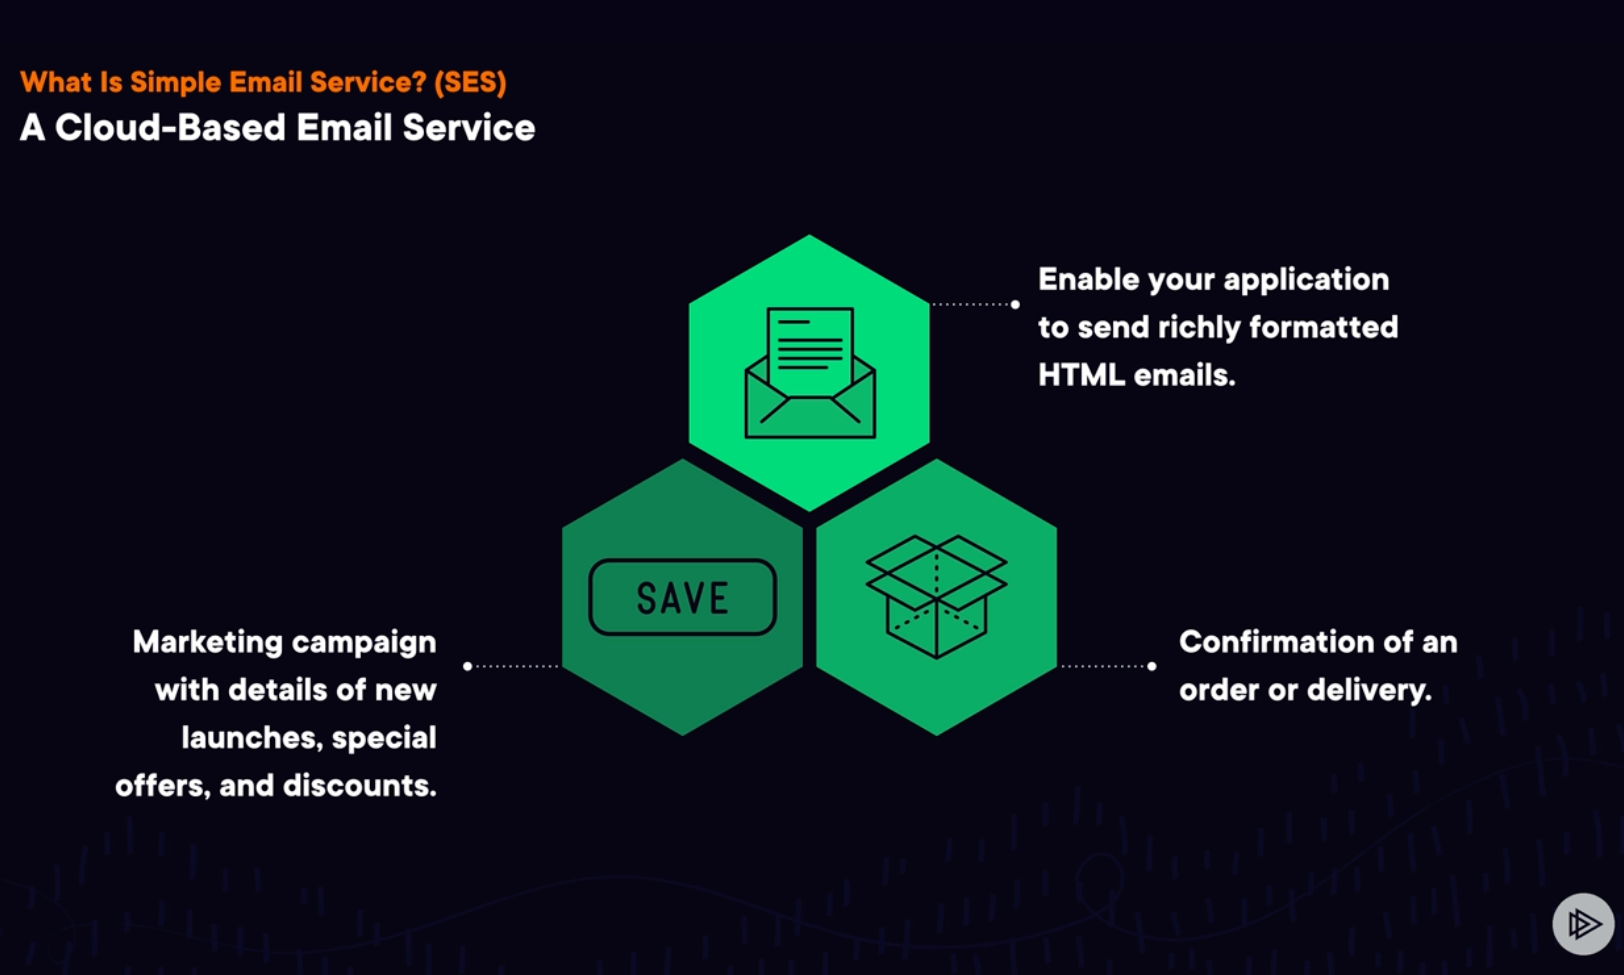 What Is Simple Email Service? (SES)
A Cloud-Based Email Service
Enable your application
to send richly formatted
HTML emails.
SAVE
Marketing campaign
with details of new
launches, special
offers, and discounts.
Confirmation of an
order or delivery.